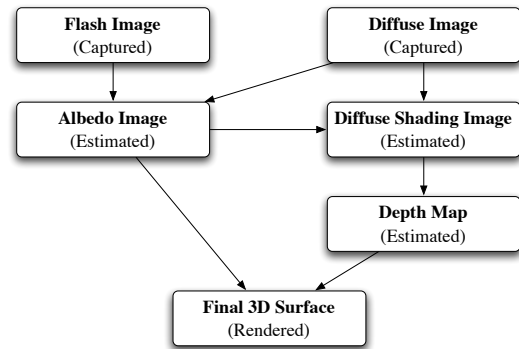 Flash Image
(Captured)
Diffuse Image
(Captured)
Albedo Image
(Estimated)
Diffuse Shading Image
(Estimated)
Depth Map
(Estimated)
Final 3D Surface
(Rendered)